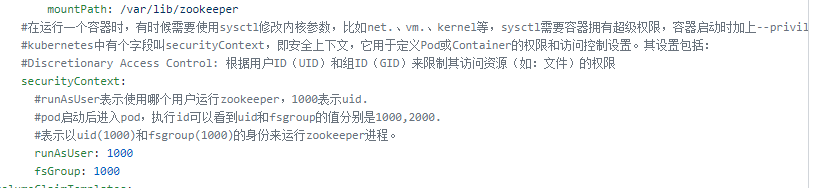 mountPath: /var/lib/zookeeper
#在运行一个容器时，有时候需要使用sysctl修改内核参数，比如net.、vm.、kernel等，sysctl需要容器拥有超级权限，容器启动时加上--privil
#kubernetes中有个字段叫securityContext，即安全上下文，它用于定义Pod或Container的权限和访问控制设置。其设置包括：
#Discretionary Access Control: 根据用户ID（UID）和组ID（GID）来限制其访问资源（如：文件）的权限
securityContext:
#runAsUser表示使用哪个用户运行zookeeper，1000表示uid.
#pod启动后进入pod，执行id可以看到uid和fsgroup的值分别是1000,2000.
#表示以uid(1000)和fsgroup(1000)的身份来运行zookeeper进程。
runAsUser: 1000
fsGroup: 1000
volumeClaimTemplates: